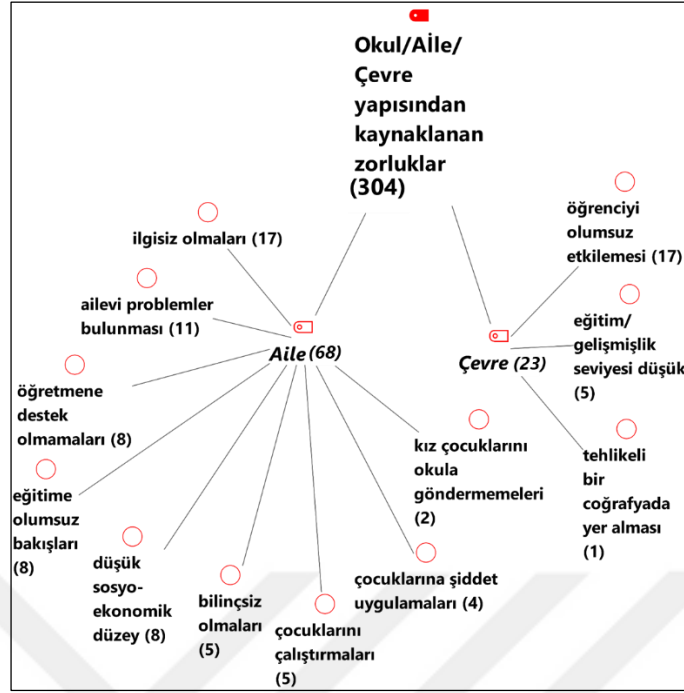 Okul/Aİle/
Çevre
yapısından
kaynaklanan
zorluklar
(304)
ilgisiz olmaları (17)
ailevi problemler
bulunması (11)
öğretmene
destek
olmamaları (8)
eğitime
olumsuz
bakışları
(8)
düşük
sosyo-
ekonomik
düzey (8)
bilinçsiz
olmaları
(5)
çocuklarını
çalıştırmaları
(5)
çocuklarına şiddet
uygulamaları (4)
kız çocuklarını
okula
göndermemeleri
(2)
Aile (68)
Çevre (23)
öğrenciyi
olumsuz
etkilemesi (17)
eğitim/
gelişmişlik
seviyesi düşük
(5)
tehlikeli
bir
coğrafyada
yer alması
(1)